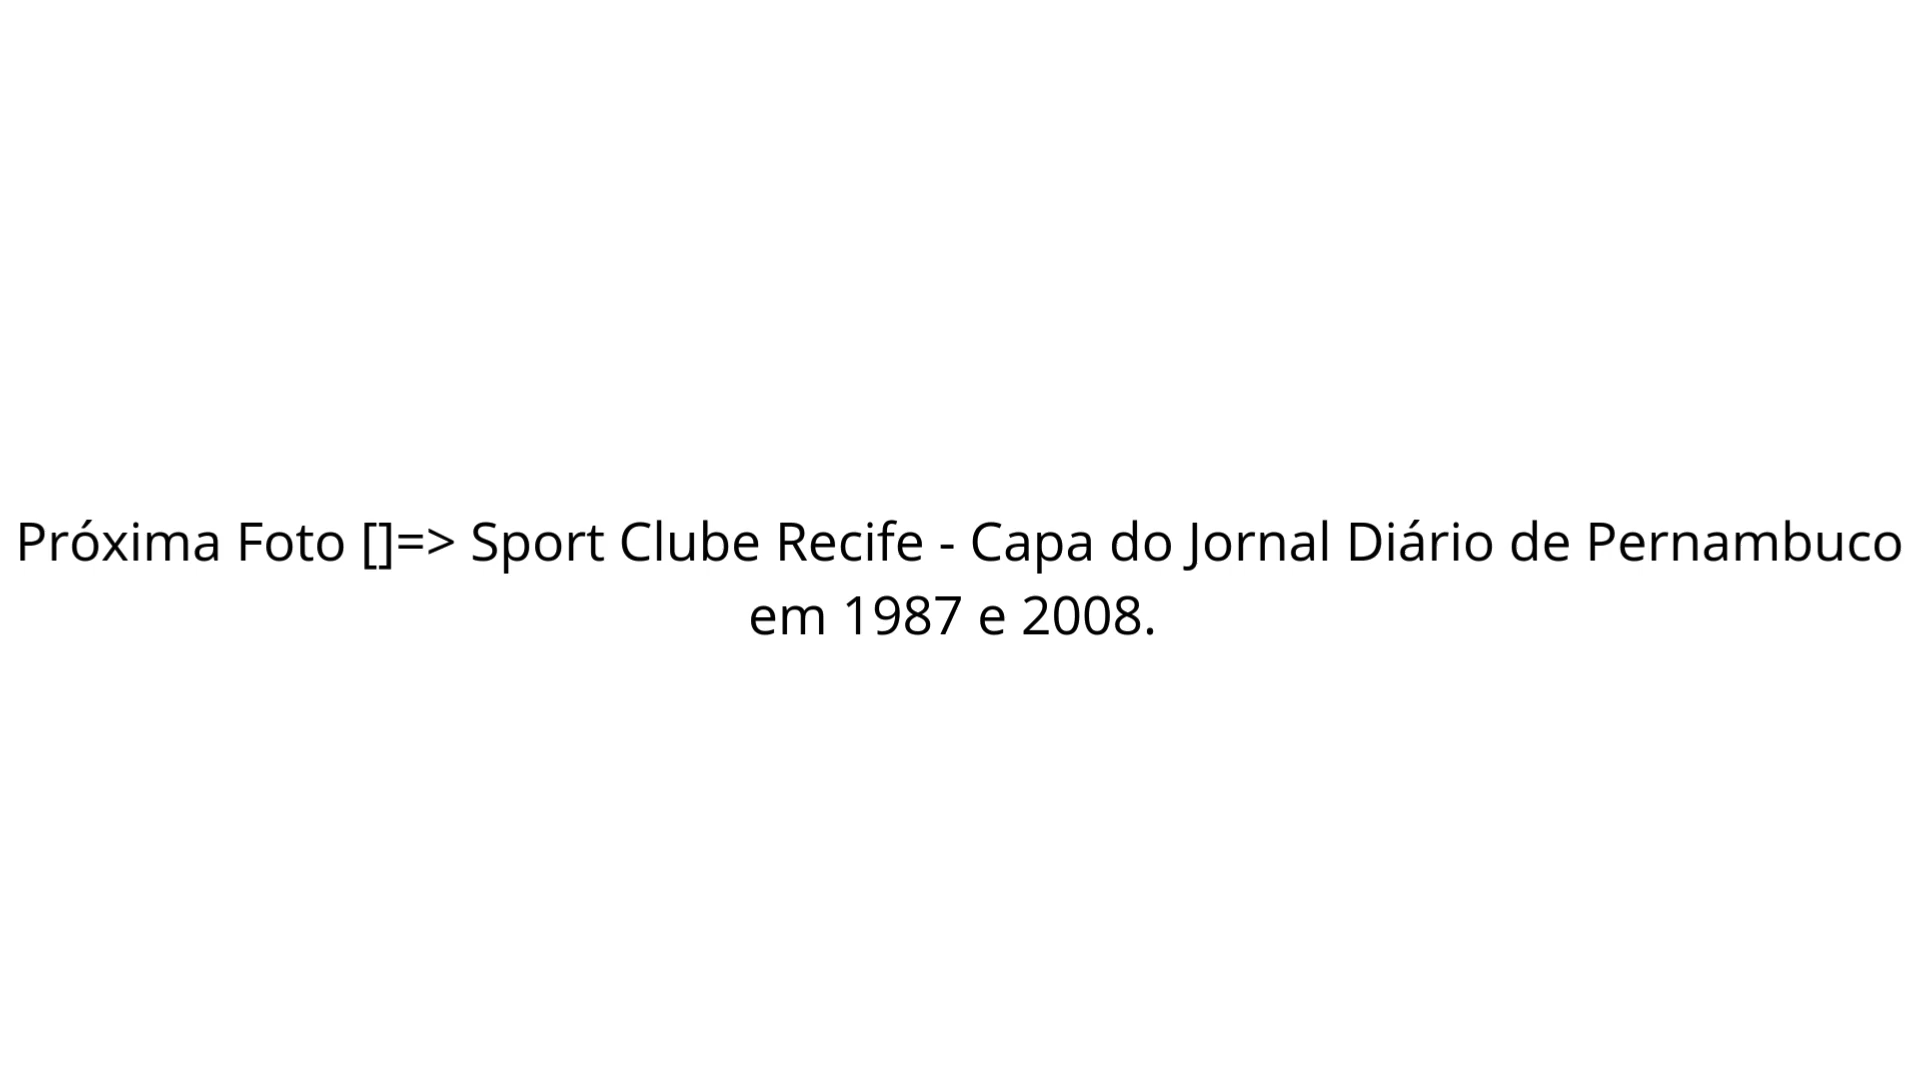 Próxima Foto []=> Sport Clube Recife - Capa do Jornal Diário de Pernambuco
em 1987 e 2008.